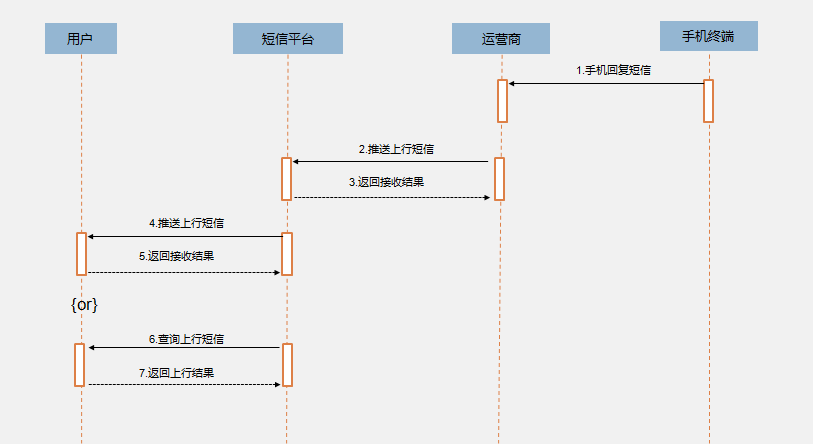 用户
短信平台
运营商
手机终端
1.手机回复短信
2.推送上行短信
3.返回接收结果
4.推送上行短信
5.返回接收结果
{or}
6.查询上行短信
7.返回上行结果